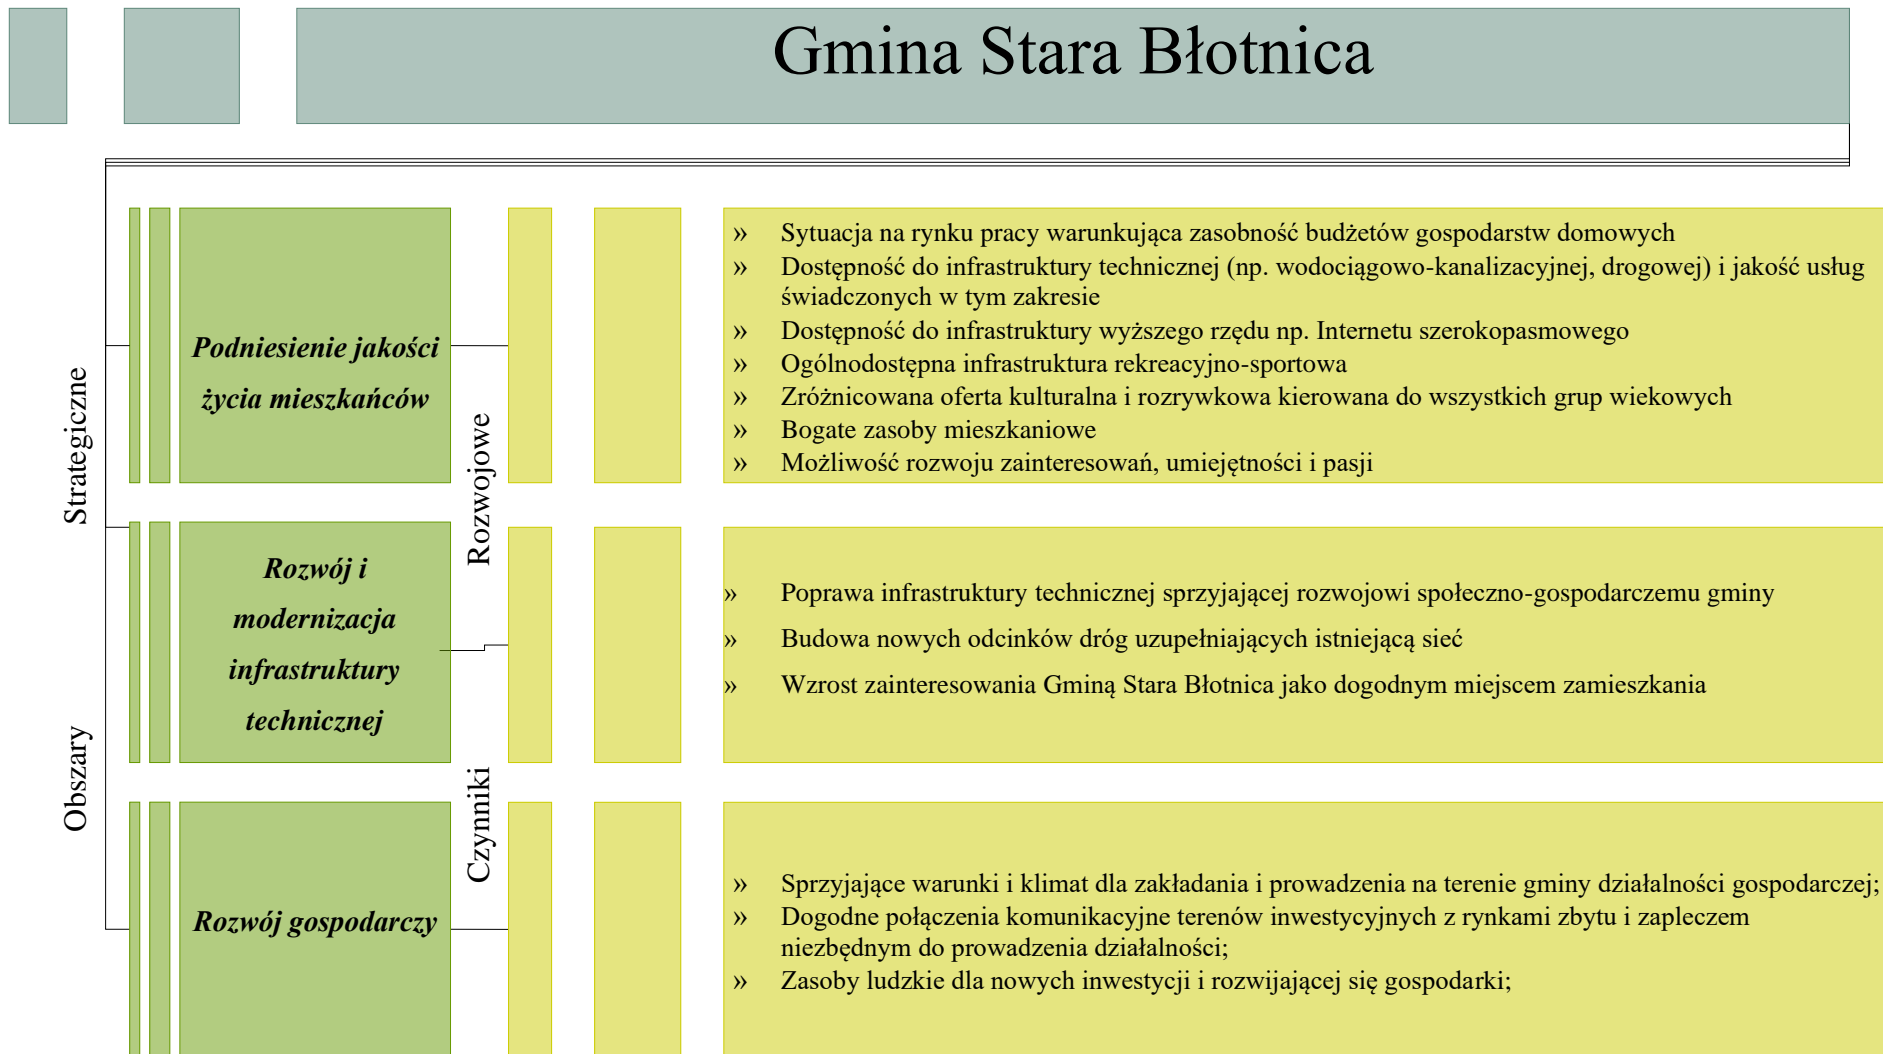 Gmina Stara Błotnica
Obszary Strategiczne
Podniesienie jakości
życia mieszkańców
Czynniki Rozwojowe
» Sytuacja na rynku pracy warunkująca zasobność budżetów gospodarstw domowych
» Dostępność do infrastruktury technicznej (np. wodociągowo-kanalizacyjnej, drogowej) i jakość usług
świadczonych w tym zakresie
» Dostępność do infrastruktury wyższego rzędu np. Internetu szerokopasmowego
» Ogólnodostępna infrastruktura rekreacyjno-sportowa
» Zróżnicowana oferta kulturalna i rozrywkowa kierowana do wszystkich grup wiekowych
» Bogate zasoby mieszkaniowe
» Możliwość rozwoju zainteresowań, umiejętności i pasji
Rozwój i
modernizacja
infrastruktury
technicznej
» Poprawa infrastruktury technicznej sprzyjającej rozwojowi społeczno-gospodarczemu gminy
» Budowa nowych odcinków dróg uzupełniających istniejącą sieć
» Wzrost zainteresowania Gminą Stara Błotnica jako dogodnym miejscem zamieszkania
Rozwój gospodarczy
» Sprzyjające warunki i klimat dla zakładania i prowadzenia na terenie gminy działalności gospodarczej;
» Dogodne połączenia komunikacyjne terenów inwestycyjnych z rynkami zbytu i zapleczem
niezbędnym do prowadzenia działalności;
» Zasoby ludzkie dla nowych inwestycji i rozwijającej się gospodarki;